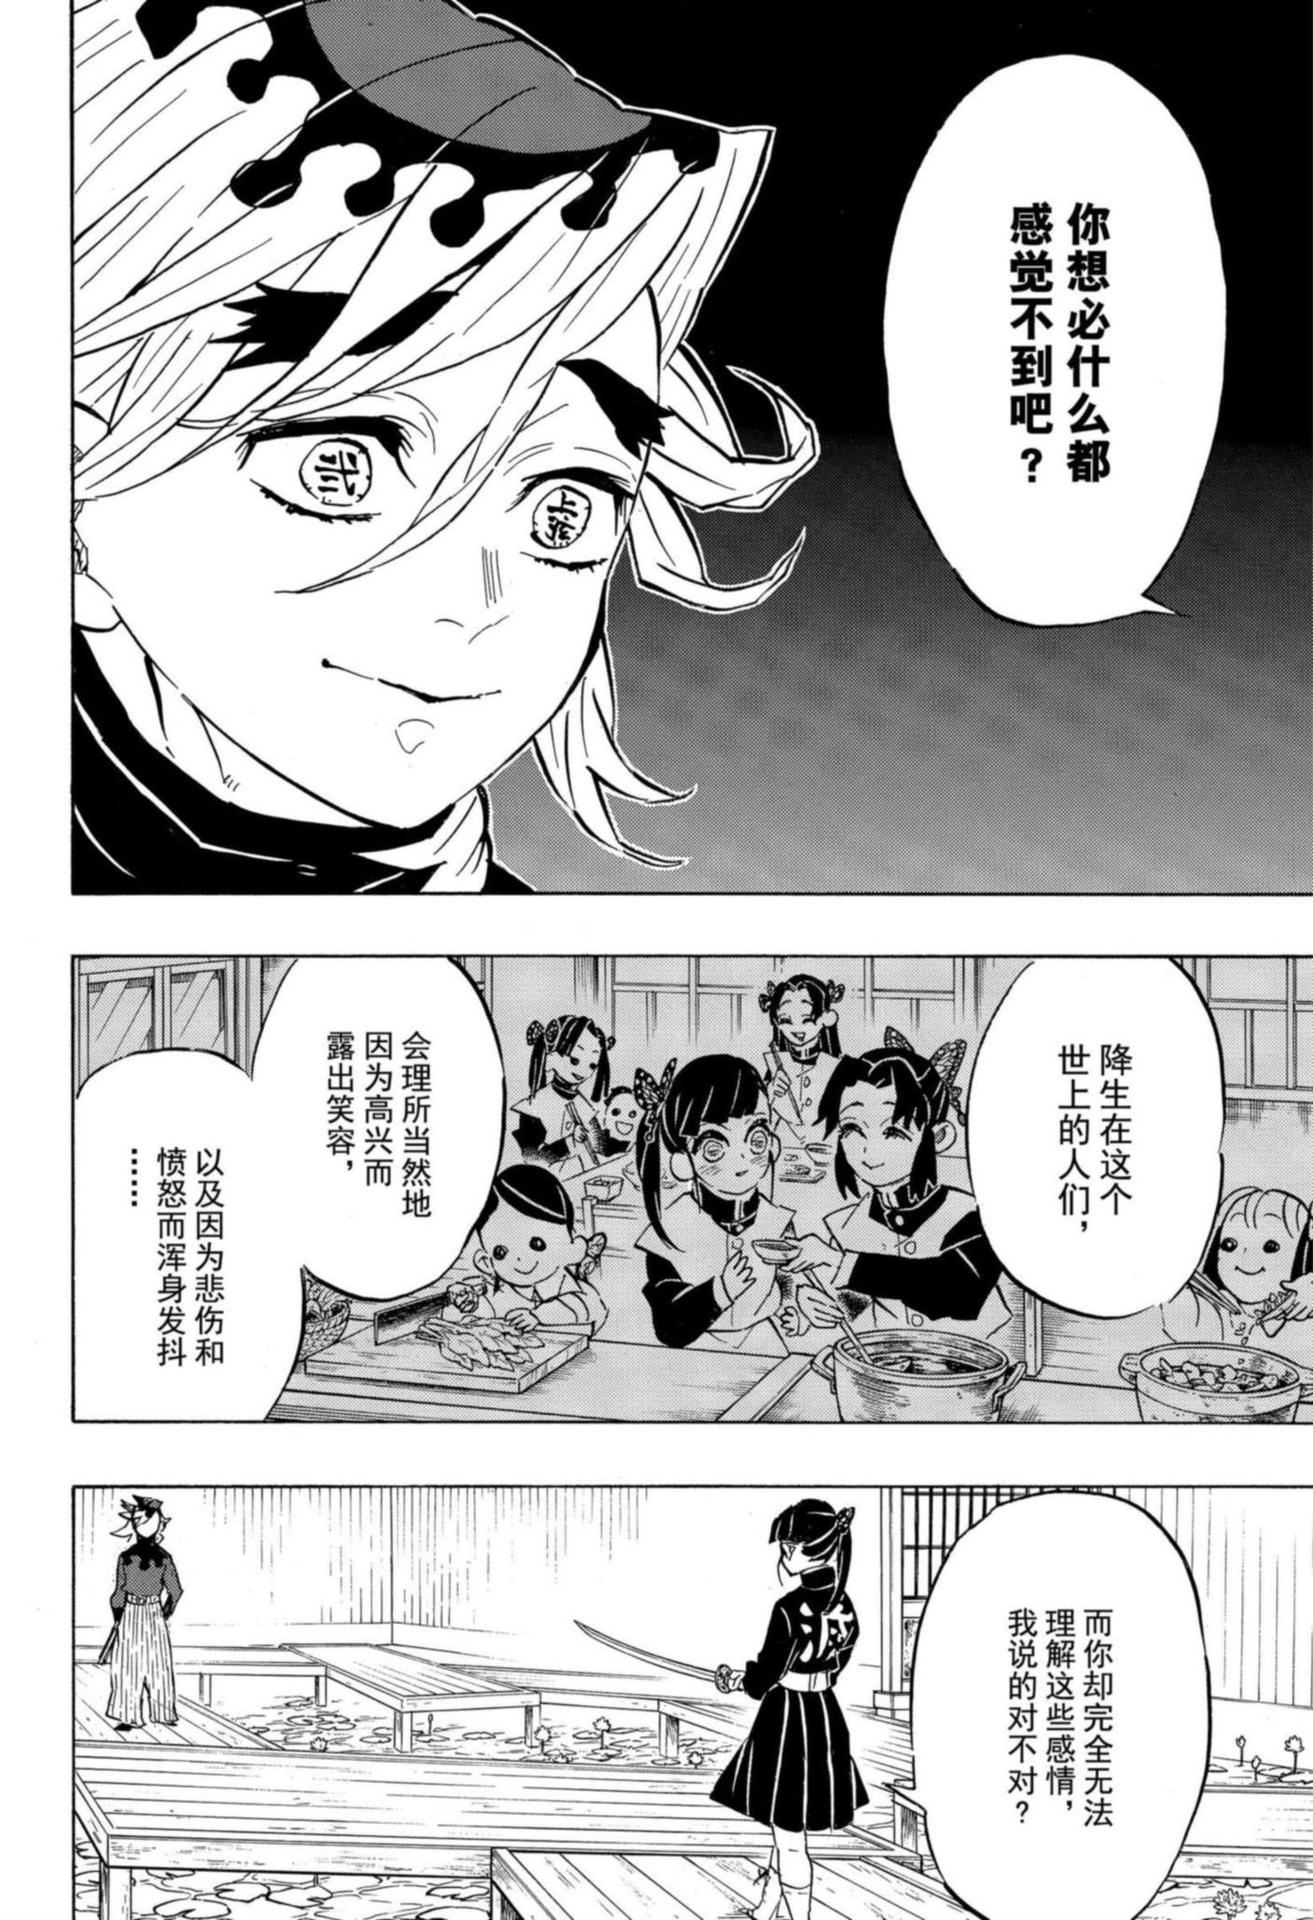 你想必什么都
感觉不到吧？
上弦
弐
降生在这个
世上的人们，
会理所当然地
因为高兴而
露出笑容，
以及因为悲伤和
愤怒而浑身发抖
……
而你却完全无法
理解这些感情，
我说的对不对？
滅